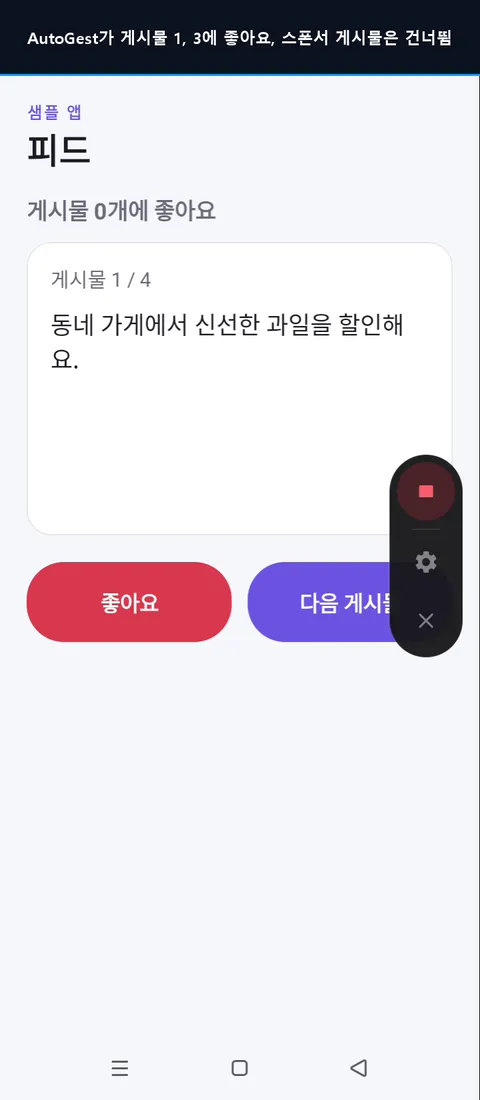 AutoGest가 게시물 1, 3에 좋아요, 스폰서 게시물은 건너뜀
샘플 앱
피드
게시물 0개에 좋아요
게시물 1 / 4
동네 가게에서 신선한 과일을 할인해
요.
좋아요
다음 게시물